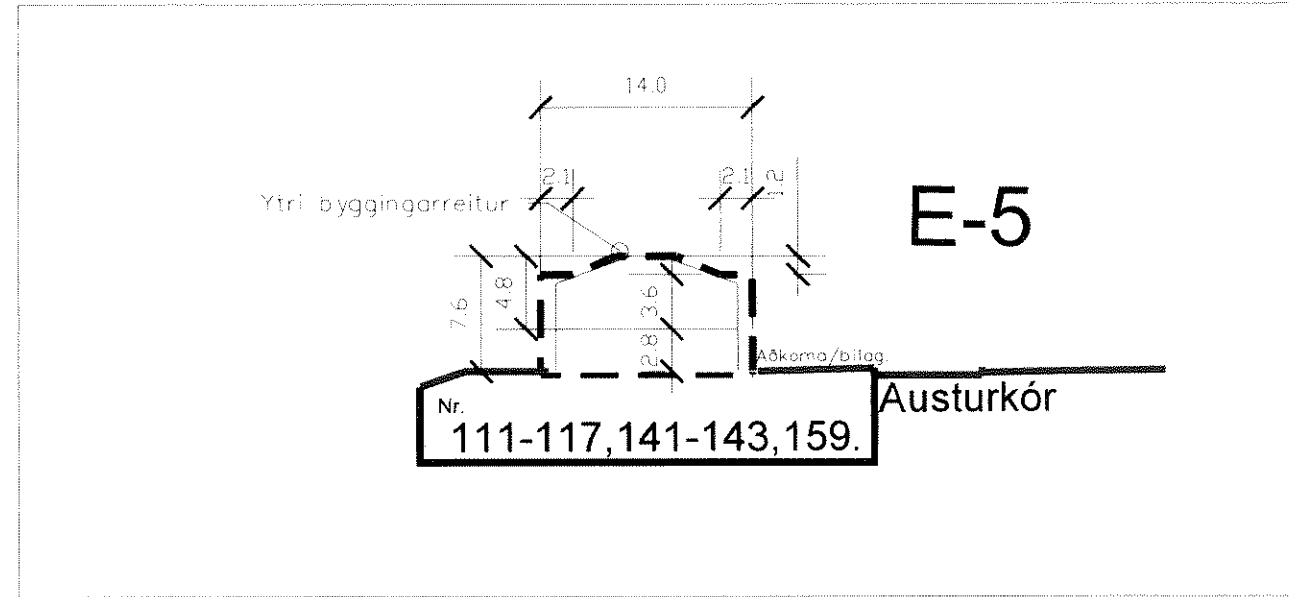 14.0
2.1
2.1
1.2
Ytri byggingarreitur
E-5
7.6
4.8
3.6
2.8
Aðkoma/bílag.
Austurkór
Nr.
111-117,141-143,159.